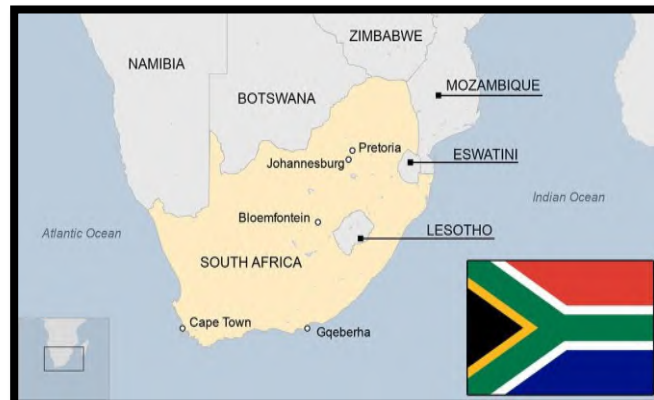 ZIMBABWE
NAMIBIA
MOZAMBIQUE
BOTSWANA
Pretoria
Johannesburg
ESWATINI
Indian Ocean
Bloemfontein
LESOTHO
Atlantic Ocean
SOUTH AFRICA
Cape Town
Gqeberha